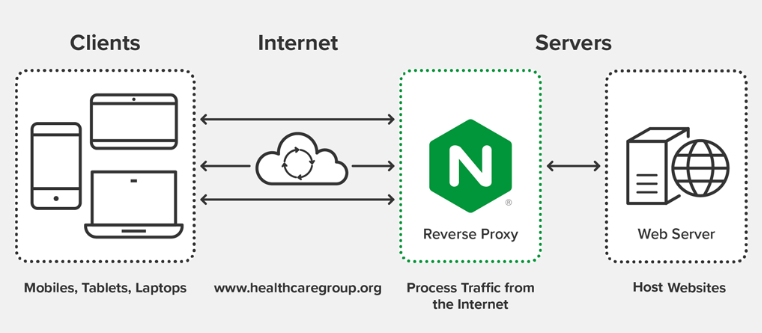 Clients
Internet
Servers
N
®
Reverse Proxy
Web Server
Mobiles, Tablets, Laptops
www.healthcaregroup.org
Process Traffic from
the Internet
Host Websites